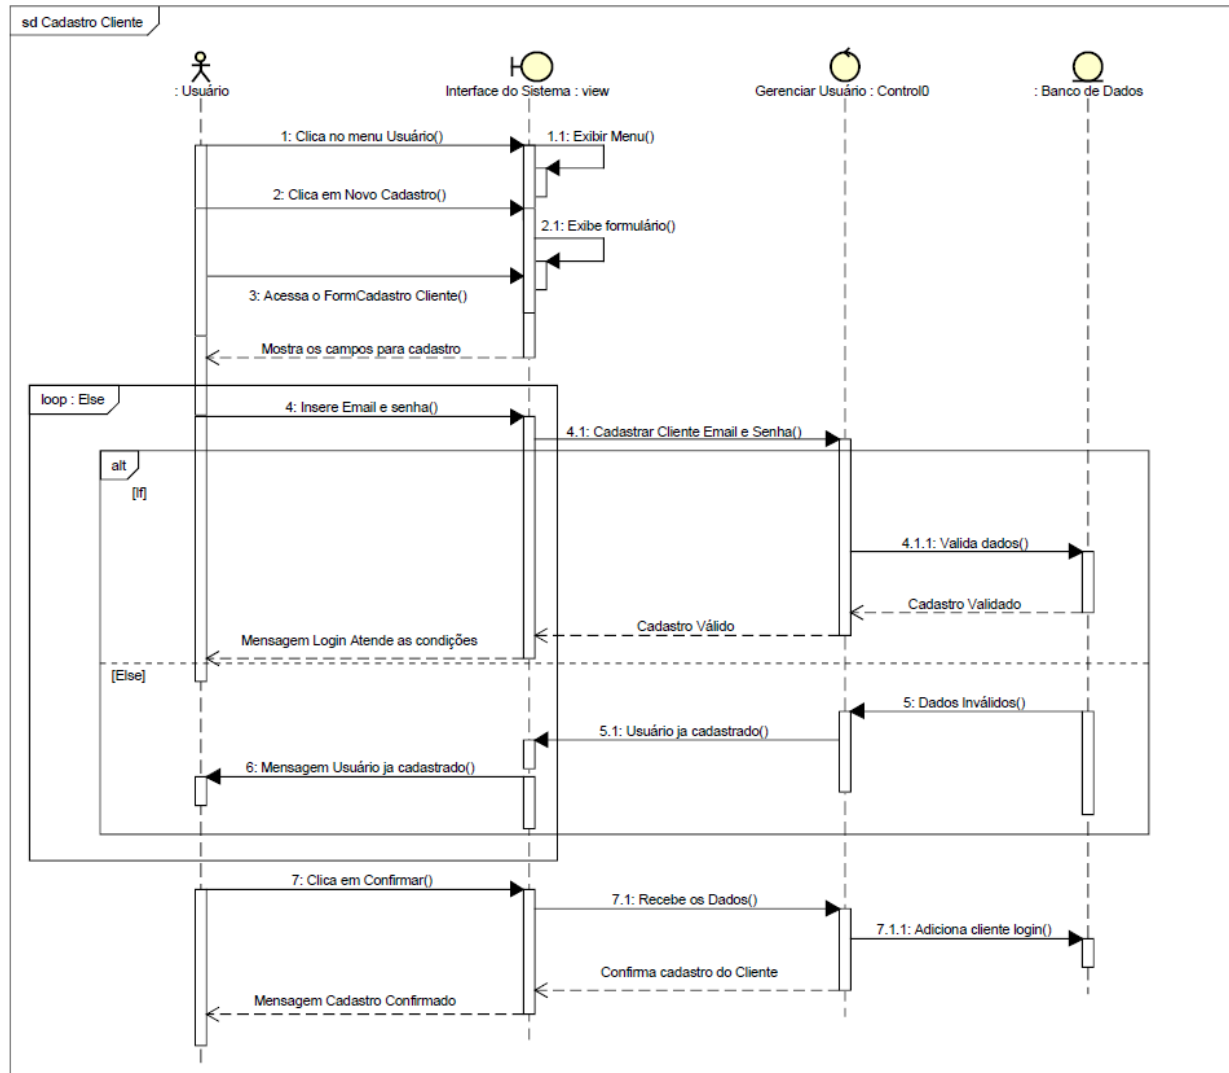 sd Cadastro Cliente
: Usuário
Interface do Sistema : view
Gerenciar Usuário : Control0
: Banco de Dados
1: Clica no menu Usuário()
1.1: Exibir Menu()
2: Clica em Novo Cadastro()
2.1: Exibe formulário()
3: Acessa o FormCadastro Cliente()
Mostra os campos para cadastro
loop : Else
4: Insere Email e senha()
4.1: Cadastrar Cliente Email e Senha()
alt
[If]
4.1.1: Valida dados()
Cadastro Validado
Cadastro Válido
Mensagem Login Atende as condições
[Else]
5: Dados Inválidos()
5.1: Usuário ja cadastrado()
6: Mensagem Usuário ja cadastrado()
7: Clica em Confirmar()
7.1: Recebe os Dados()
7.1.1: Adiciona cliente login()
Confirma cadastro do Cliente
Mensagem Cadastro Confirmado